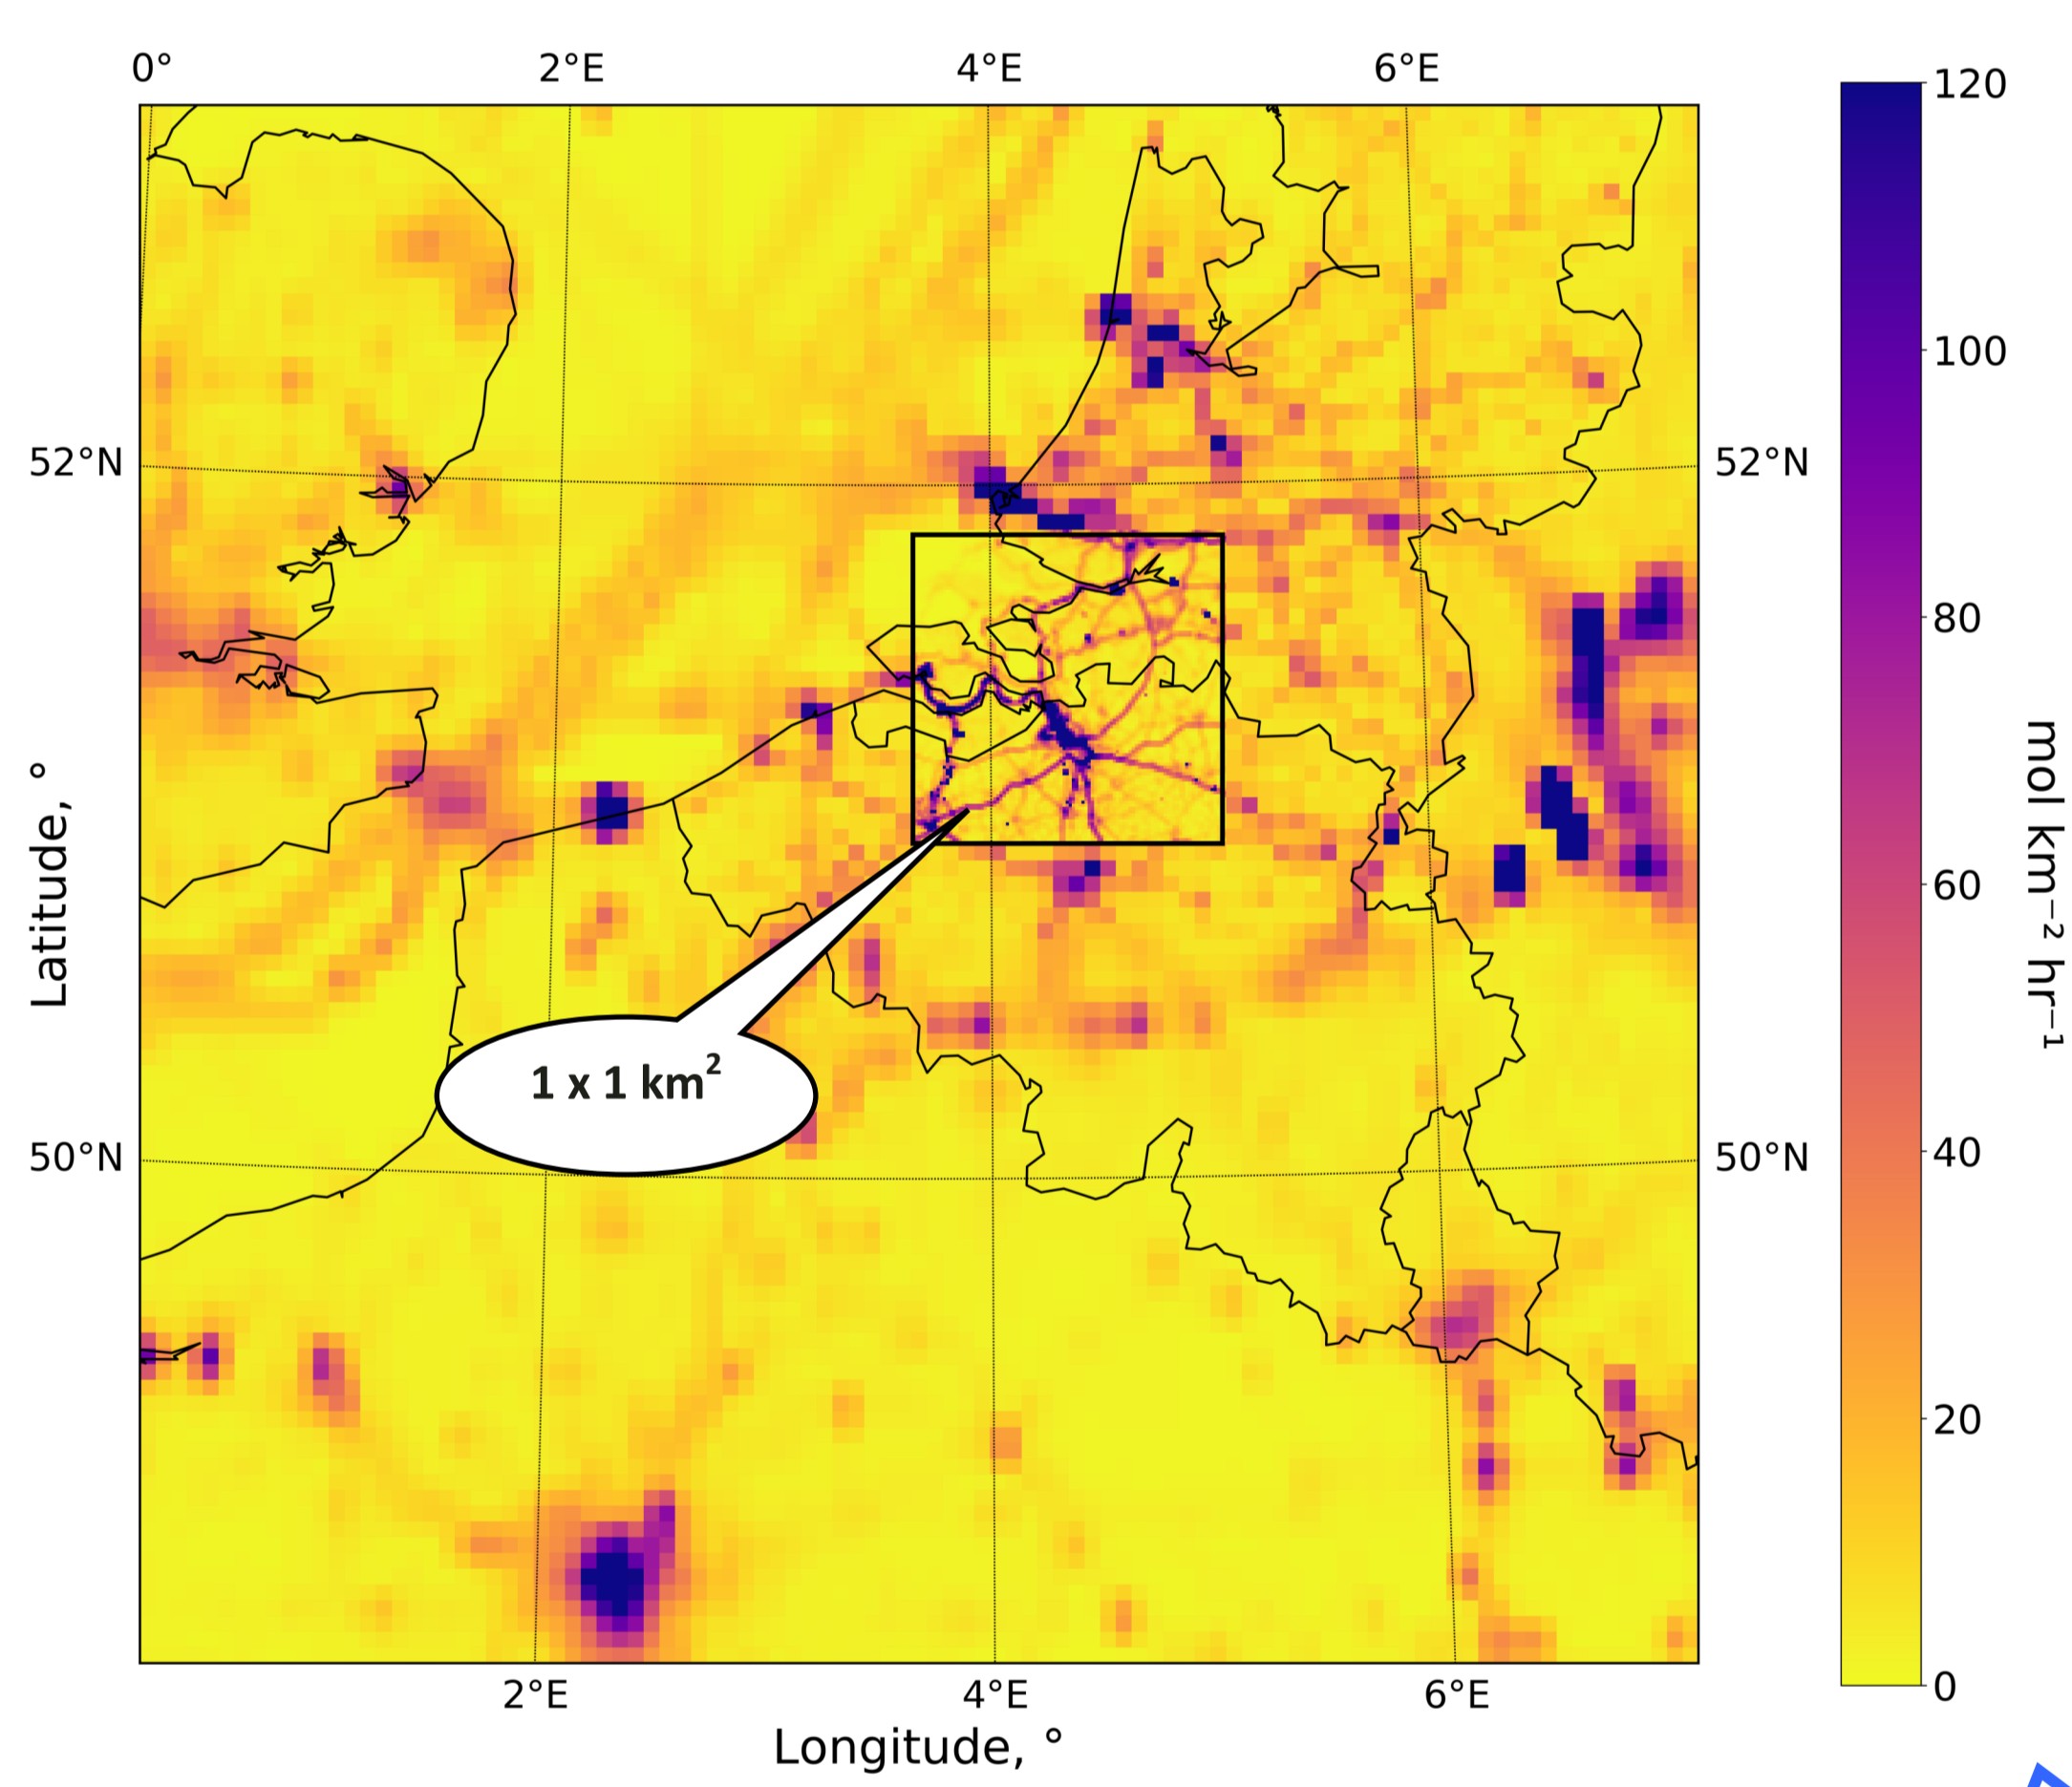 0° 2°E 4°E 6°E
120
100
80
60
40
20
0
mol km⁻² hr⁻¹
52°N 52°N
50°N 50°N
Latitude, °
1 x 1 km²
2°E 4°E 6°E
Longitude, °